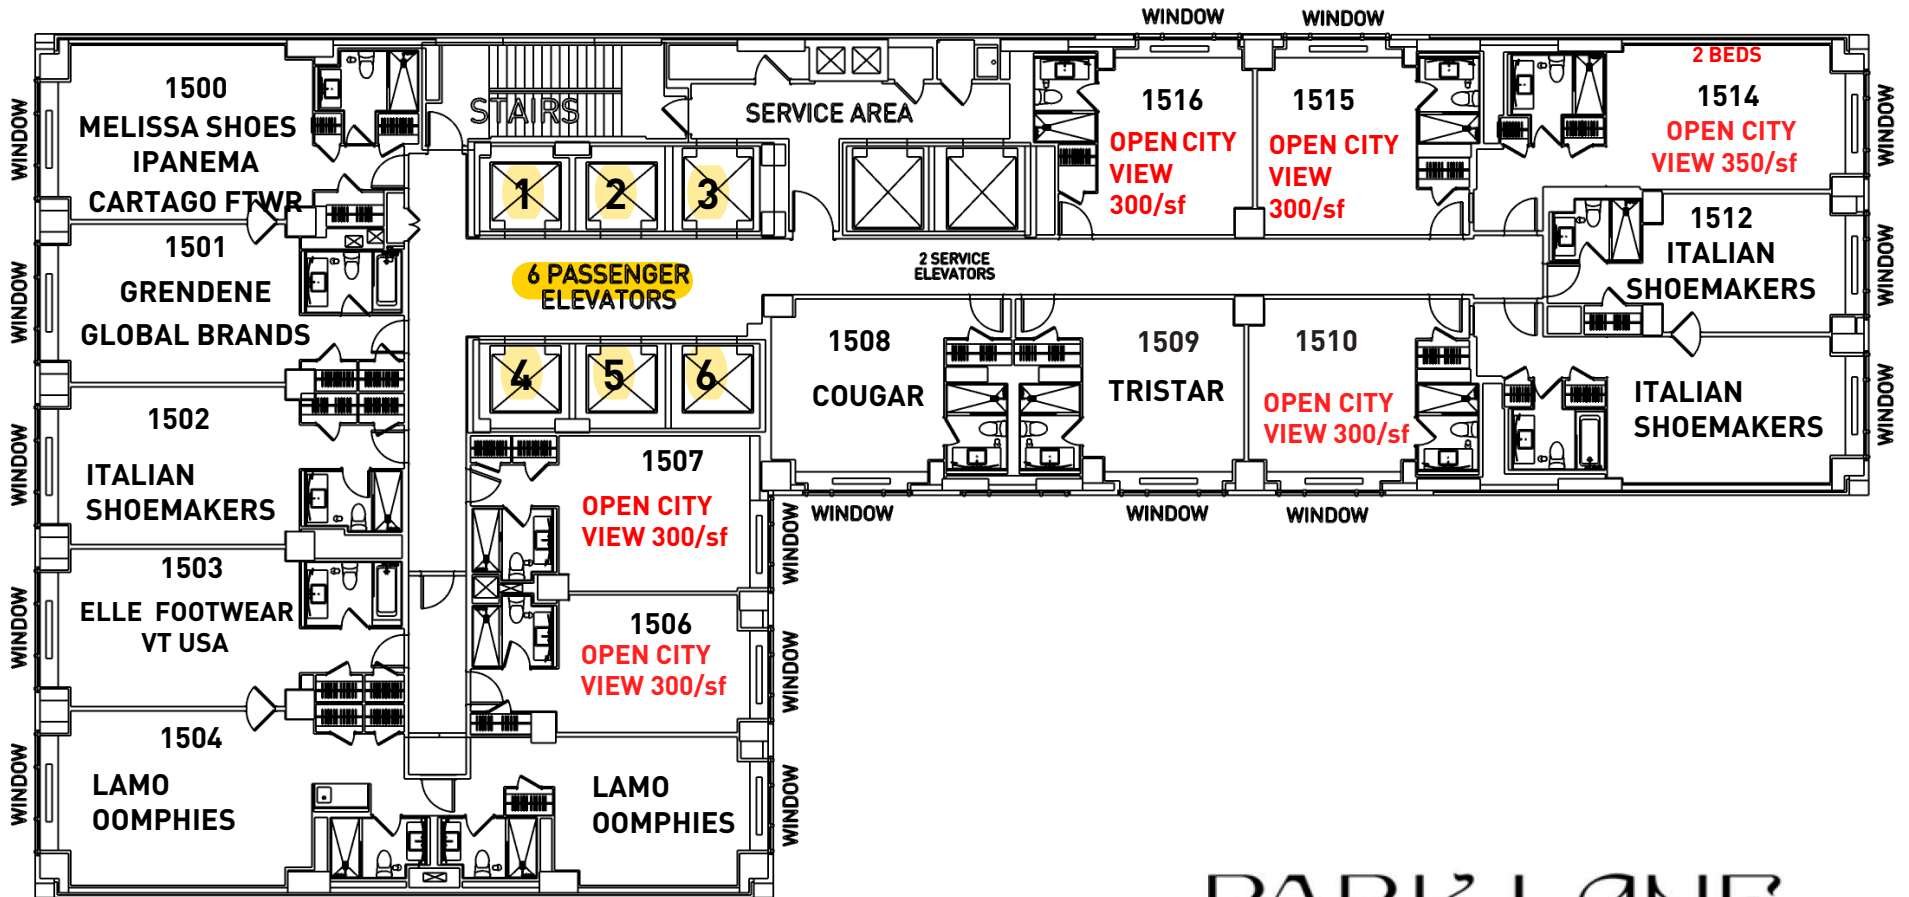 WINDOW
WINDOW
1500
MELISSA SHOES
IPANEMA
CARTAGO FTWR
WINDOW
STAIRS
SERVICE AREA
1516
OPEN CITY
VIEW
300/sf
1515
OPEN CITY
VIEW
300/sf
2 BEDS
1514
OPEN CITY
VIEW 350/sf
WINDOW
1
2
3
1501
GRENDENE
GLOBAL BRANDS
WINDOW
6 PASSENGER
ELEVATORS
2 SERVICE
ELEVATORS
1512
ITALIAN
SHOEMAKERS
WINDOW
4
5
6
1508
COUGAR
WINDOW
1509
TRISTAR
WINDOW
1510
OPEN CITY
VIEW 300/sf
WINDOW
ITALIAN
SHOEMAKERS
WINDOW
1502
ITALIAN
SHOEMAKERS
WINDOW
1507
OPEN CITY
VIEW 300/sf
WINDOW
1503
ELLE FOOTWEAR
VT USA
WINDOW
1506
OPEN CITY
VIEW 300/sf
WINDOW
1504
LAMO
OOMPHIES
WINDOW
LAMO
OOMPHIES
WINDOW
PARK LANE